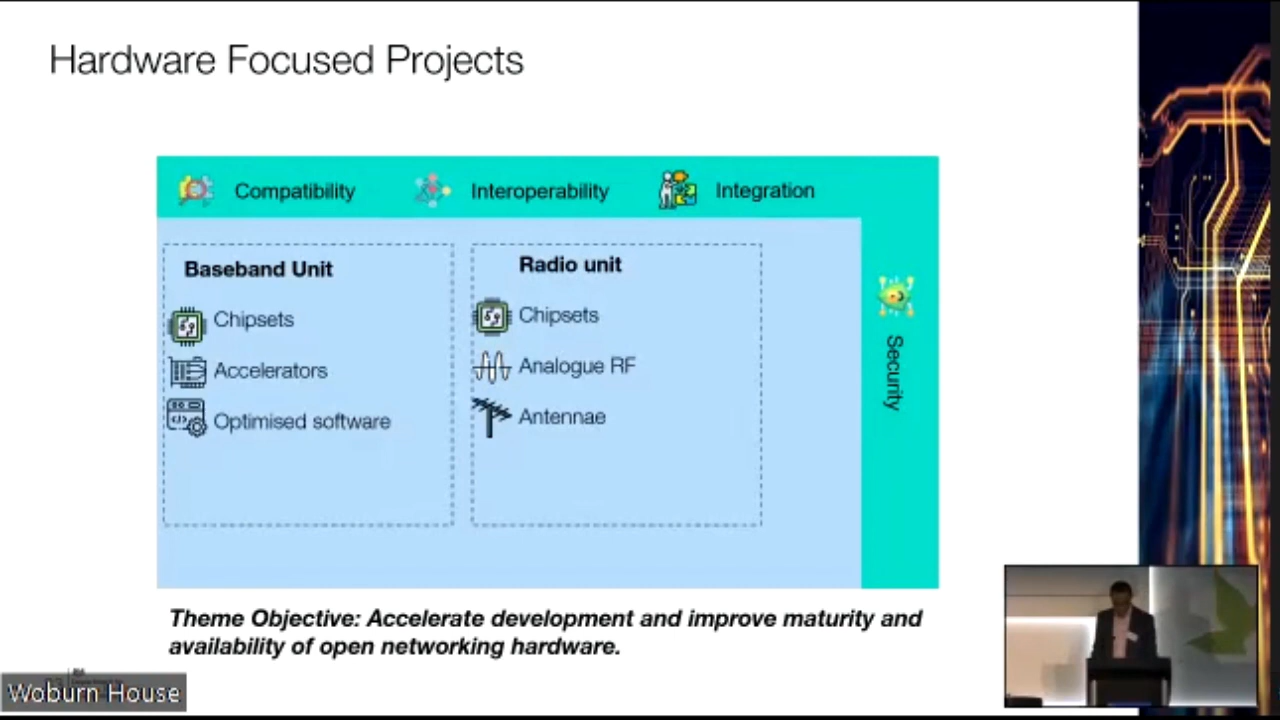 Hardware Focused Projects
Compatibility
Interoperability
Integration
Baseband Unit
Chipsets
Accelerators
Optimised software
Radio unit
Chipsets
Analogue RF
Antennae
Security
Theme Objective: Accelerate development and improve maturity and
availability of open networking hardware.
Woburn House